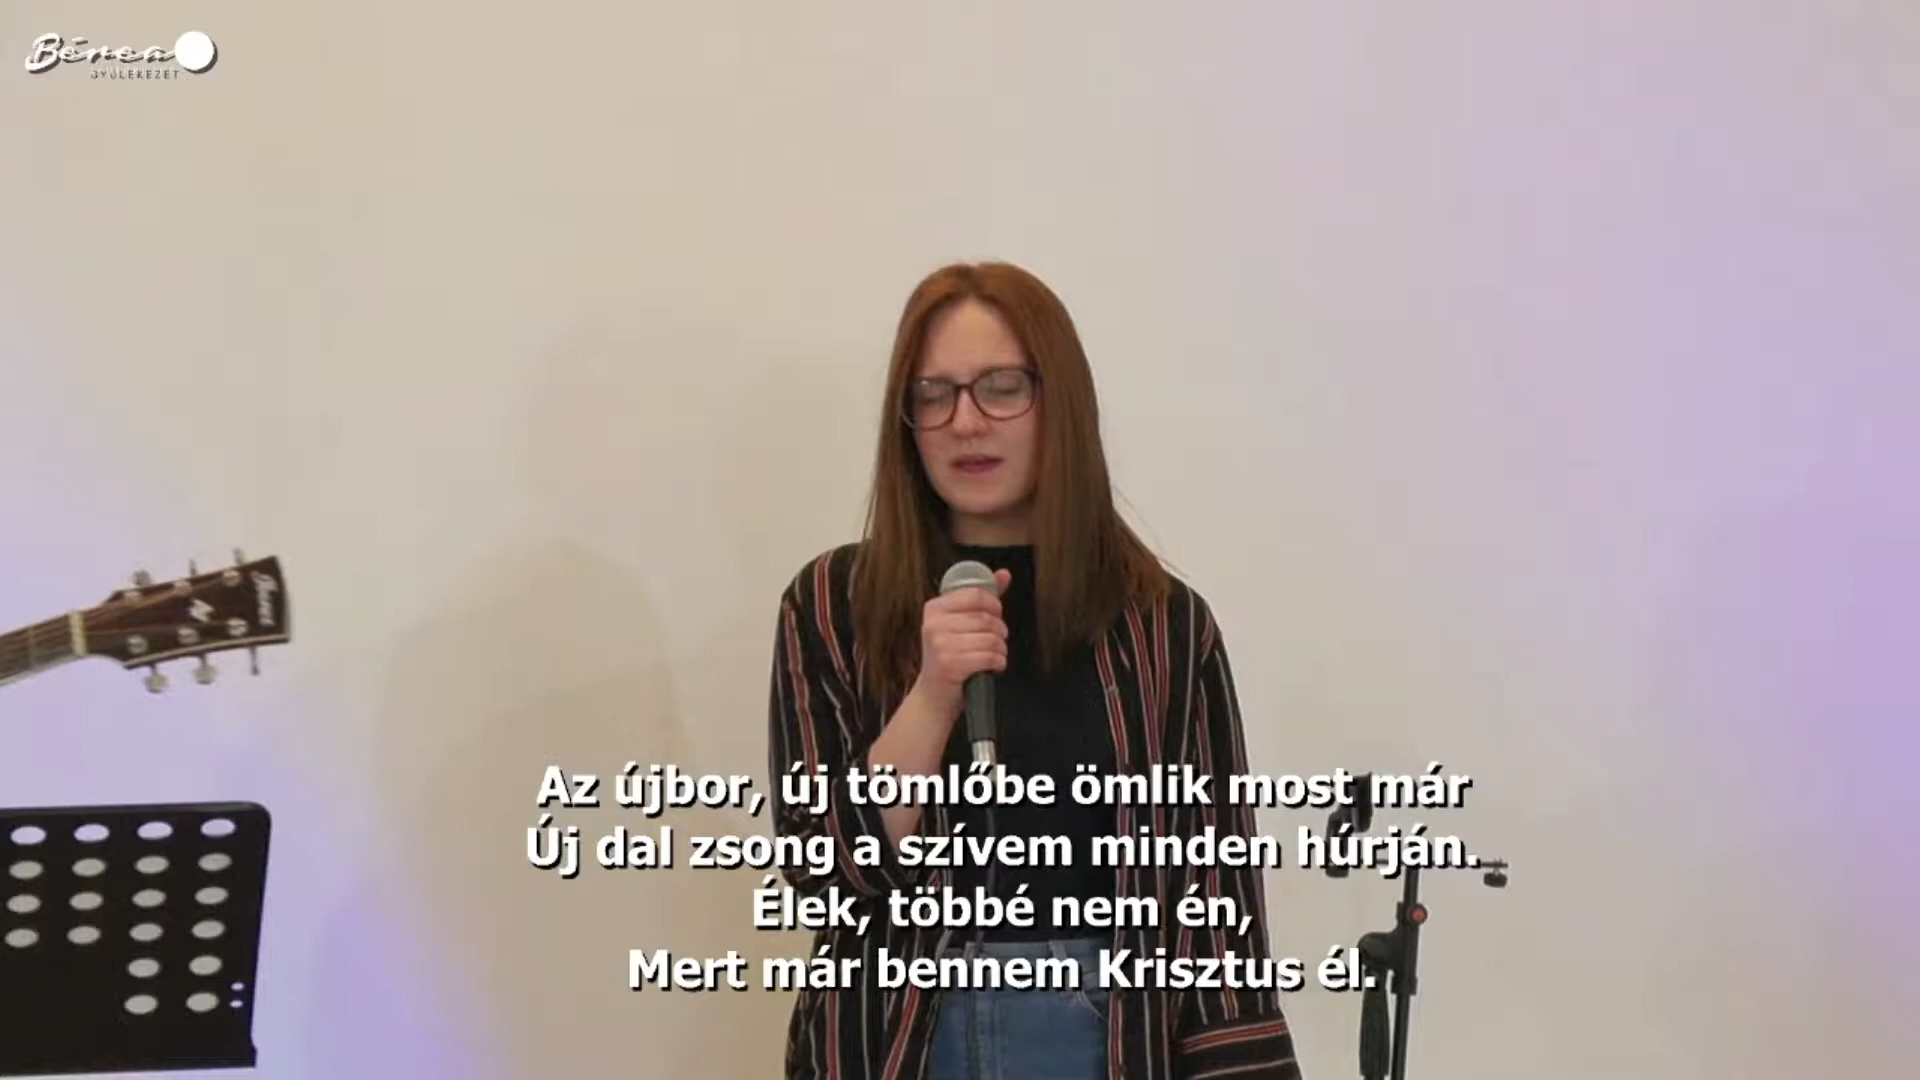 Bérea
GYÜLEKEZET
Az újbor, új tömlőbe ömlik most már
Új dal zsong a szívem minden húrján.
Élek, többé nem én,
Mert már bennem Krisztus él.